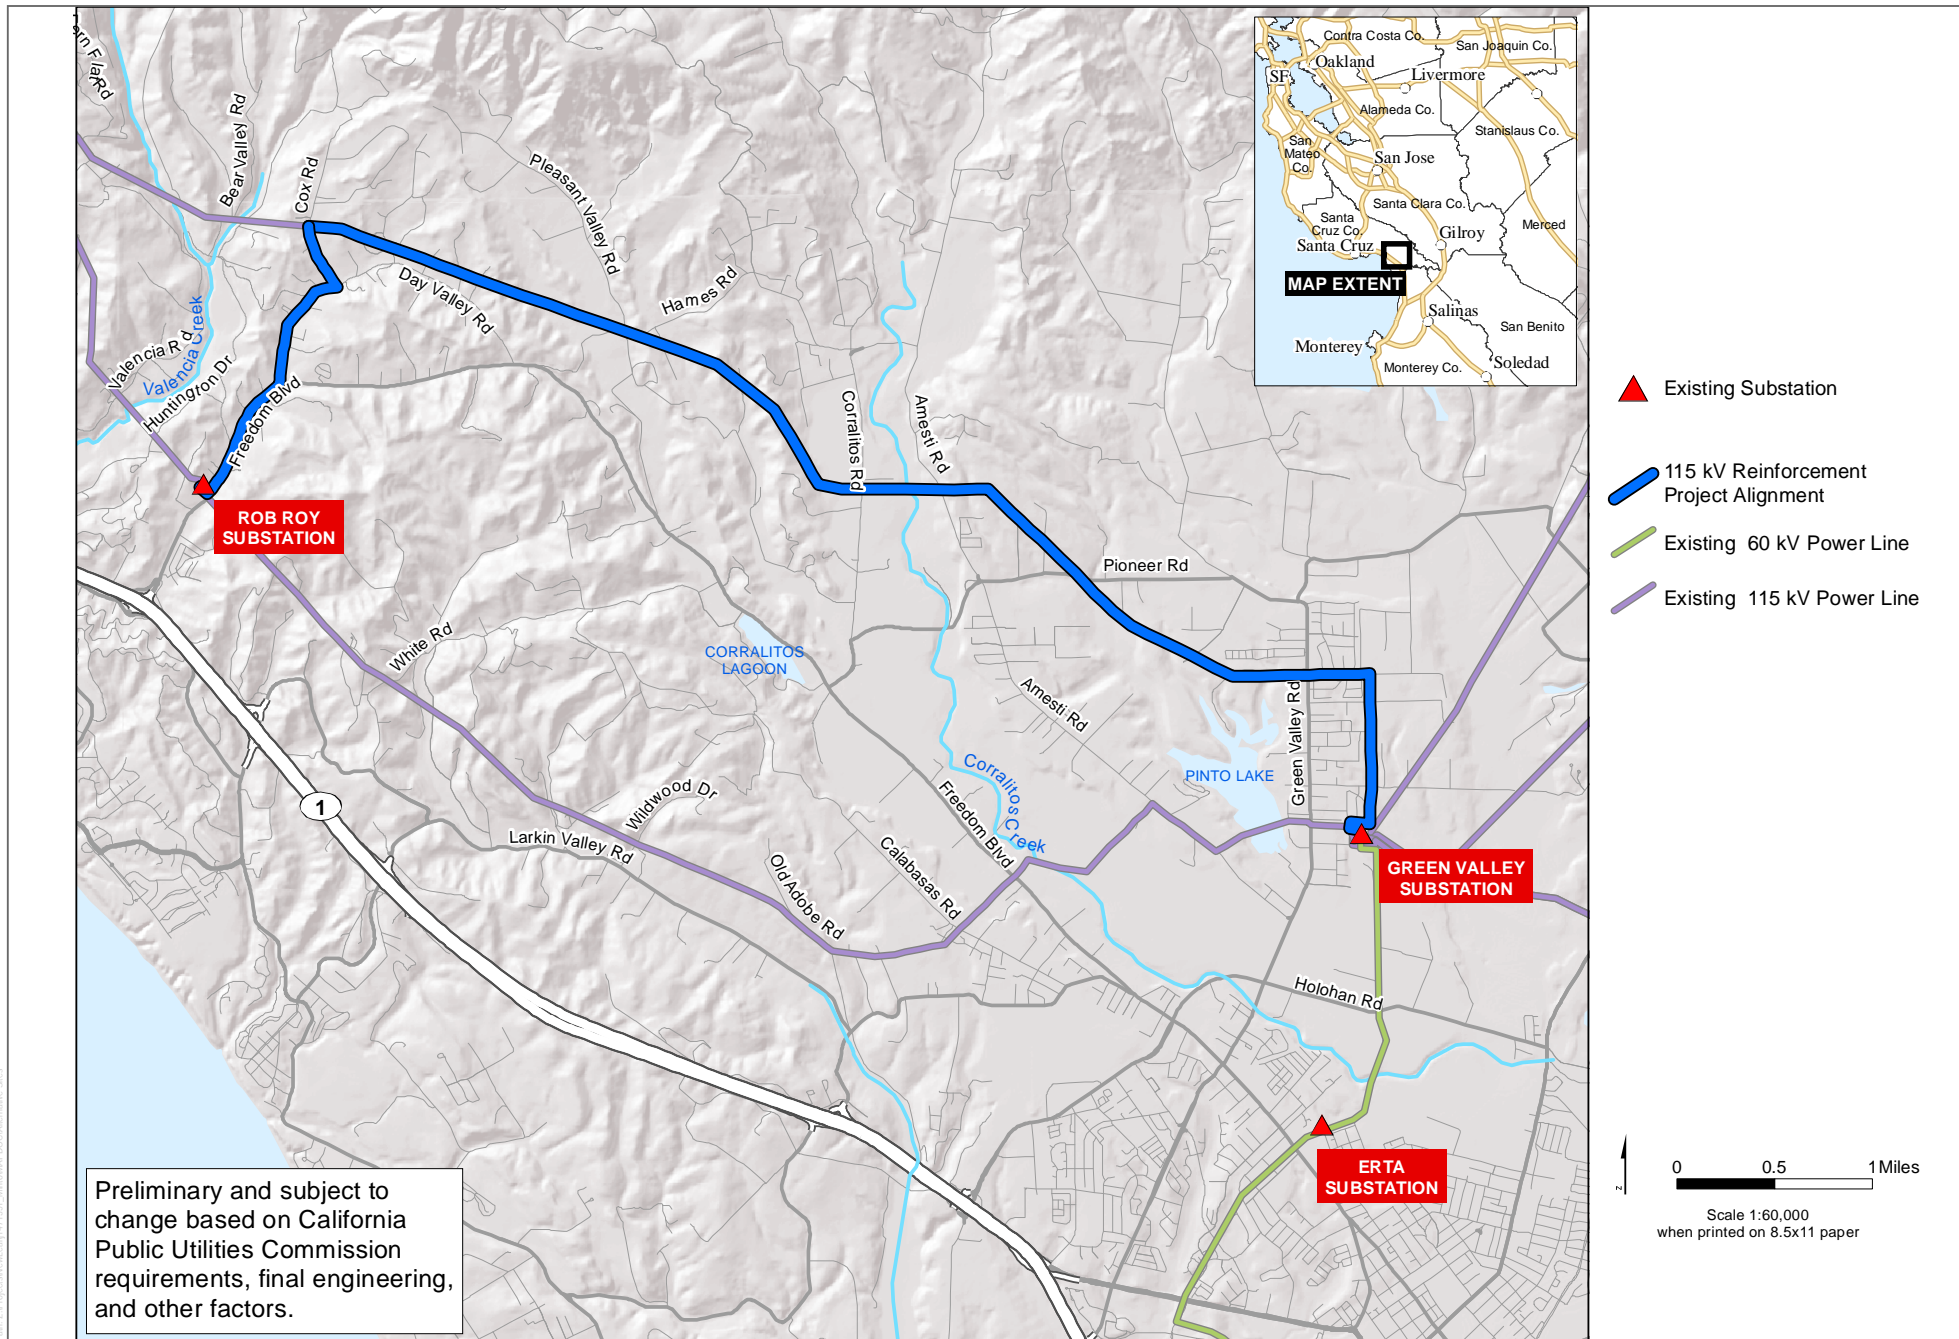 ern Flat Rd
Bear Valley Rd
Cox Rd
Pleasant Valley Rd
Day Valley Rd
Hames Rd
Valencia Rd
Valencia Creek
Huntington Dr
Freedom Blvd
Corralitos Rd
Amesti Rd
ROB ROY
SUBSTATION
Pioneer Rd
White Rd
CORRALITOS
LAGOON
Amesti Rd
Green Valley Rd
PINTO LAKE
Corralitos Creek
Freedom Blvd
Wildwood Dr
Larkin Valley Rd
1
Old Adobe Rd
Calabasas Rd
GREEN VALLEY
SUBSTATION
Holohan Rd
ERTA
SUBSTATION
Preliminary and subject to
change based on California
Public Utilities Commission
requirements, final engineering,
and other factors.
Contra Costa Co.
San Joaquin Co.
Oakland
SF
Livermore
Alameda Co.
Stanislaus Co.
San
Mateo
Co.
San Jose
Santa Clara Co.
Santa
Cruz Co.
Merced
Gilroy
Santa Cruz
MAP EXTENT
Salinas
San Benito
Monterey
Monterey Co.
Soledad
Existing Substation
115 kV Reinforcement
Project Alignment
Existing 60 kV Power Line
Existing 115 kV Power Line
z
0 0.5 1 Miles
Scale 1:60,000
when printed on 8.5x11 paper